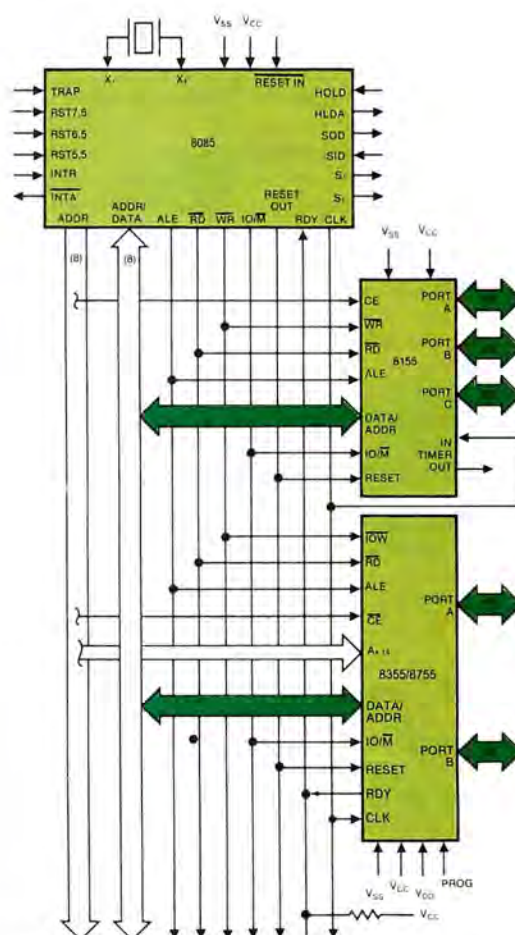 VSS VCC
X1 X2 RESET IN
TRAP HOLD
RST7.5 HLDA
RST6.5 SOD
8085
RST5.5 SID
INTR S0
INTA S1
ADDR ADDR/DATA ALE RD WR IO/M RESET OUT RDY CLK
(8) (8)
VSS VCC
CE PORT A
WR
RD PORT B
8155
ALE
PORT C
DATA/ADDR
IN
IO/M TIMER
RESET OUT
IOW
RD
ALE PORT A
CE
8355/8755
DATA/ADDR
IO/M PORT B
RESET
RDY
CLK
VSS VCC VDD PROG
VCC